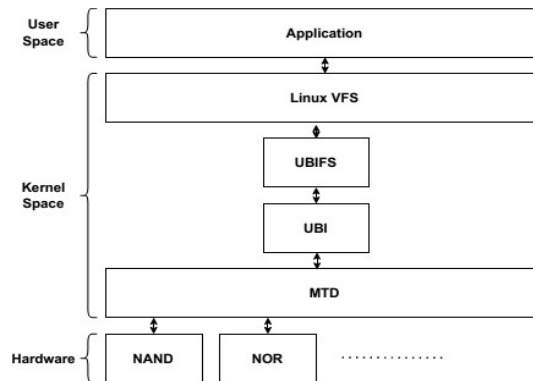 User
Space
Application
Linux VFS
UBIFS
Kernel
Space
UBI
MTD
Hardware
NAND
NOR